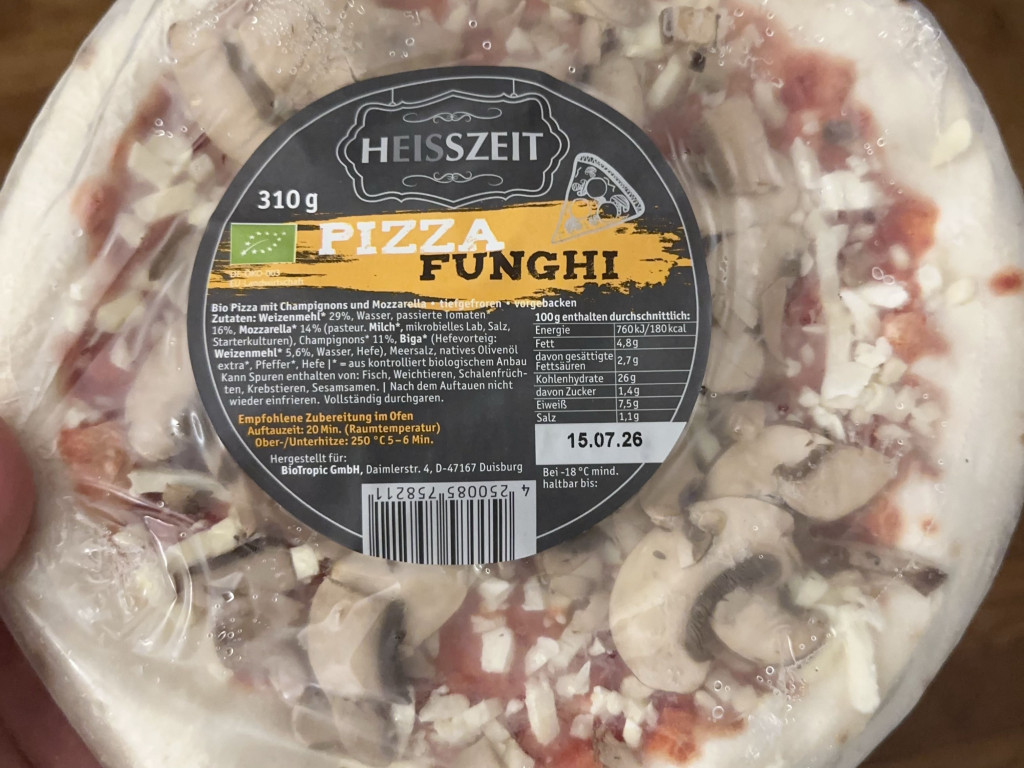 HEISSZEIT
310 g
PIZZA
FUNGHI
DE-ÖKO-003
EU-Landwirtschaft
Bio Pizza mit Champignons und Mozzarella • tiefgefroren • vorgebacken
Zutaten: Weizenmehl* 29%, Wasser, passierte Tomaten*
16%, Mozzarella* 14% (pasteur. Milch*, mikrobielles Lab, Salz,
Starterkulturen), Champignons* 11%, Biga* (Hefevorteig:
Weizenmehl* 5,6%, Wasser, Hefe), Meersalz, natives Olivenöl
extra*, Pfeffer*, Hefe |* = aus kontrolliert biologischem Anbau
Kann Spuren enthalten von: Fisch, Weichtieren, Schalenfrüch-
ten, Krebstieren, Sesamsamen. | Nach dem Auftauen nicht
wieder einfrieren. Vollständig durchgaren.
Empfohlene Zubereitung im Ofen
Auftauzeit: 20 Min. (Raumtemperatur)
Ober-/Unterhitze: 250 °C 5–6 Min.
Hergestellt für:
BioTropic GmbH, Daimlerstr. 4, D-47167 Duisburg
100 g enthalten durchschnittlich:
Energie 760 kJ/180 kcal
Fett 4,8 g
davon gesättigte
Fettsäuren 2,7 g
Kohlenhydrate 26 g
davon Zucker 1,4 g
Eiweiß 7,5 g
Salz 1,1 g
15.07.26
Bei -18 °C mind.
haltbar bis:
4 250085 758211